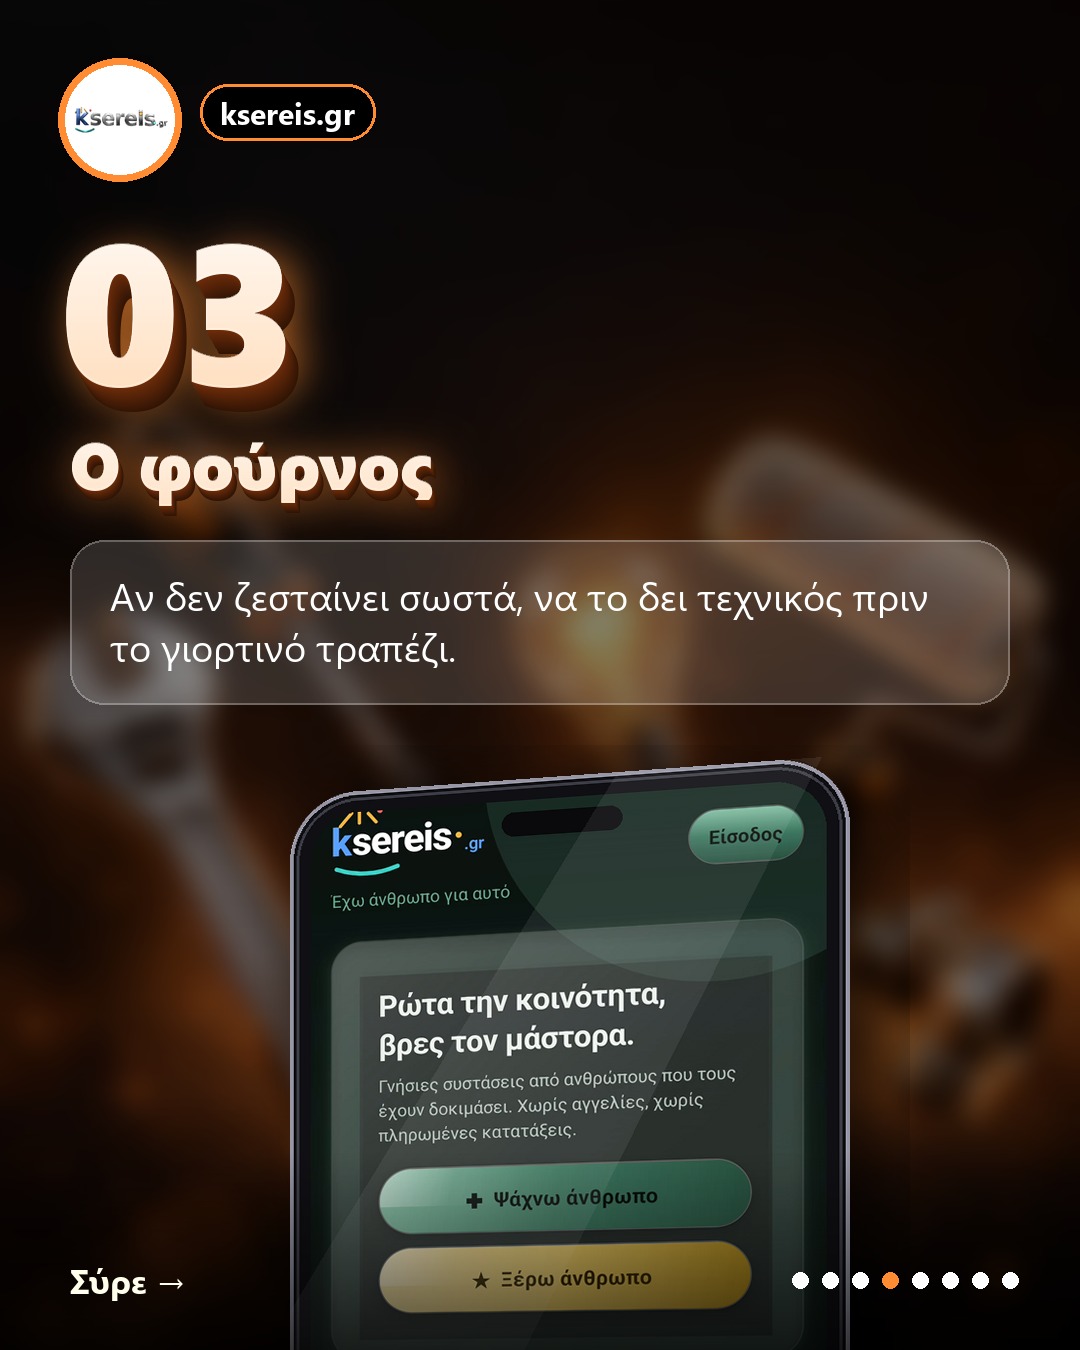 ksereis.gr
ksereis.gr
03
Ο φούρνος
Αν δεν ζεσταίνει σωστά, να το δει τεχνικός πριν
το γιορτινό τραπέζι.
ksereis.gr
Είσοδος
Έχω άνθρωπο για αυτό
Ρώτα την κοινότητα,
βρες τον μάστορα.
Γνήσιες συστάσεις από ανθρώπους που τους
έχουν δοκιμάσει. Χωρίς αγγελίες, χωρίς
πληρωμένες κατατάξεις.
Ψάχνω άνθρωπο
★ Ξέρω άνθρωπο
Σύρε →